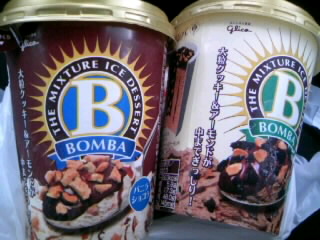 Glico
THE MIXTURE ICE DESSERT
B
BOMBA
大粒クッキー&アーモンドが
バニラ
ショコラ
Glico
THE MIXTURE ICE DESSERT
B
BOMBA
大粒クッキー&アーモンドが
中までぎっしり!